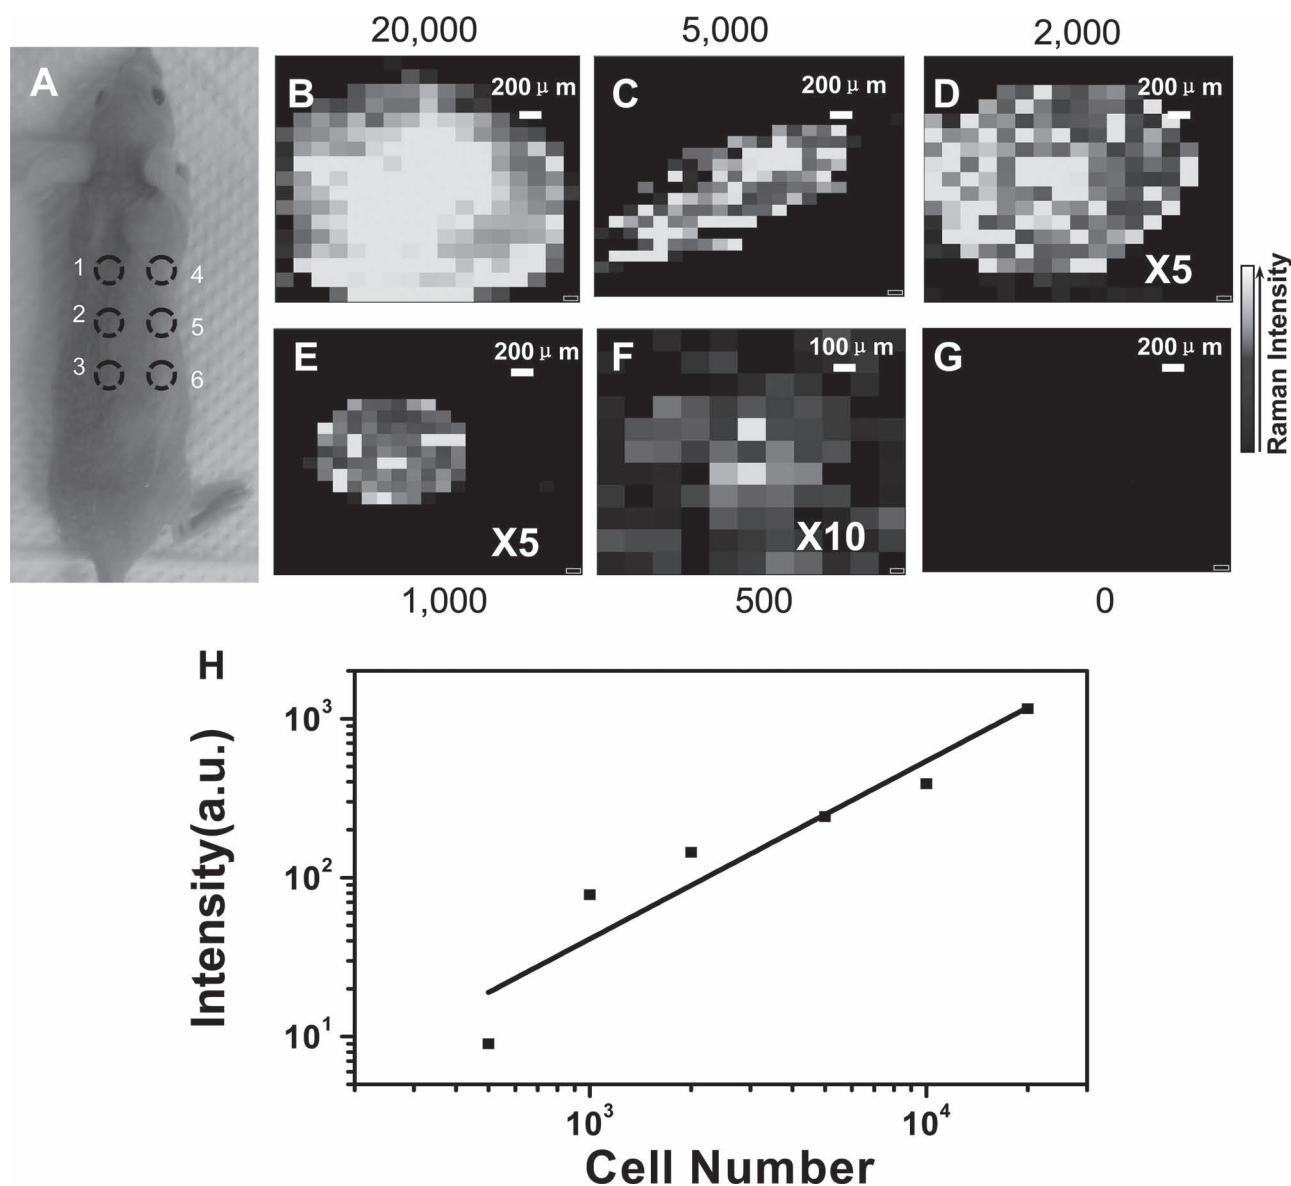 20,000
5,000
2,000
A
B
200 μ m
C
200 μ m
D
200 μ m
X5
1
4
2
5
3
6
Raman Intensity
E
200 μ m
X5
F
100 μ m
X10
G
200 μ m
1,000
500
0
H
Intensity(a.u.)
10³
10²
10¹
10³
10⁴
Cell Number